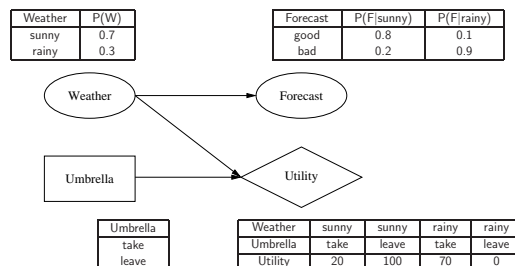 Weather P(W)
sunny 0.7
rainy 0.3
Forecast P(F|sunny) P(F|rainy)
good 0.8 0.1
bad 0.2 0.9
Weather
Forecast
Umbrella
Utility
Umbrella
take
leave
Weather sunny sunny rainy rainy
Umbrella take leave take leave
Utility 20 100 70 0